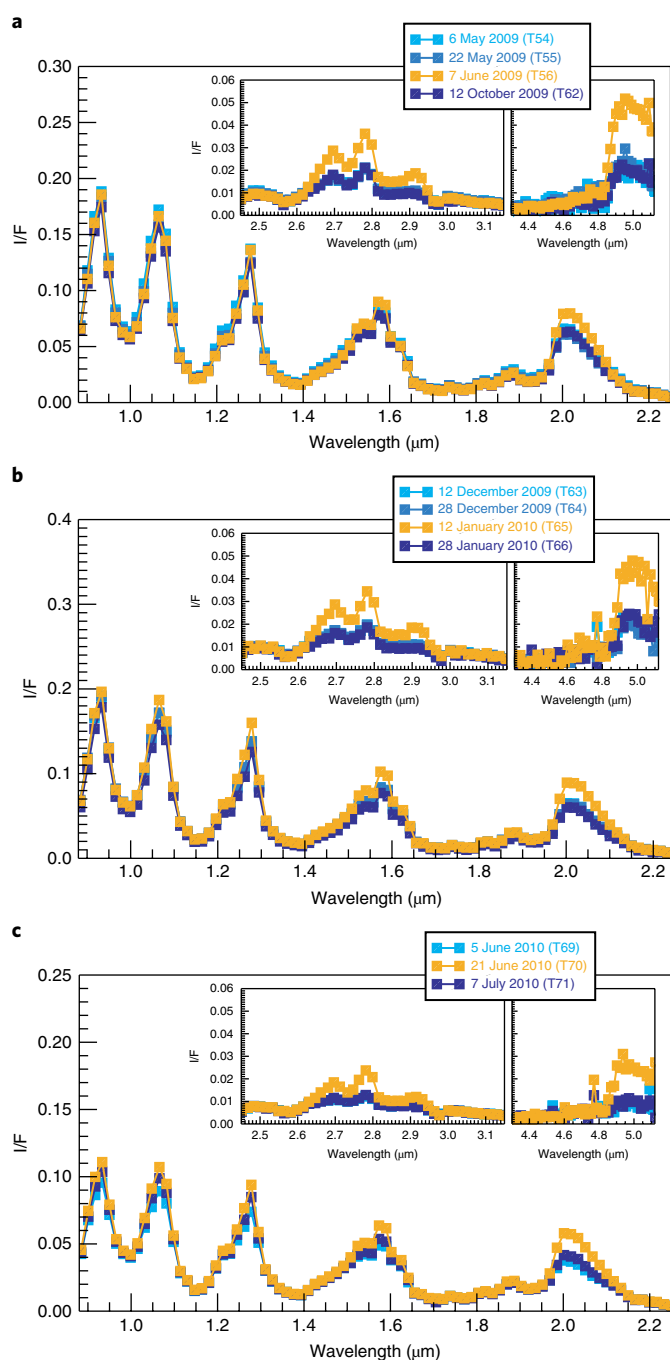 a
6 May 2009 (T54)
22 May 2009 (T55)
7 June 2009 (T56)
12 October 2009 (T62)
0.30
0.25
0.20
0.15
0.10
0.05
0.00
I/F
0.06
0.05
0.04
0.03
0.02
0.01
0.00
I/F
2.5 2.6 2.7 2.8 2.9 3.0 3.1
Wavelength (μm)
4.4 4.6 4.8 5.0
Wavelength (μm)
1.0 1.2 1.4 1.6 1.8 2.0 2.2
Wavelength (μm)
b
12 December 2009 (T63)
28 December 2009 (T64)
12 January 2010 (T65)
28 January 2010 (T66)
0.4
0.3
0.2
0.1
0.0
I/F
0.06
0.05
0.04
0.03
0.02
0.01
0.00
I/F
2.5 2.6 2.7 2.8 2.9 3.0 3.1
Wavelength (μm)
4.4 4.6 4.8 5.0
Wavelength (μm)
1.0 1.2 1.4 1.6 1.8 2.0 2.2
Wavelength (μm)
c
5 June 2010 (T69)
21 June 2010 (T70)
7 July 2010 (T71)
0.25
0.20
0.15
0.10
0.05
0.00
I/F
0.06
0.05
0.04
0.03
0.02
0.01
0.00
I/F
2.5 2.6 2.7 2.8 2.9 3.0 3.1
Wavelength (μm)
4.4 4.6 4.8 5.0
Wavelength (μm)
1.0 1.2 1.4 1.6 1.8 2.0 2.2
Wavelength (μm)